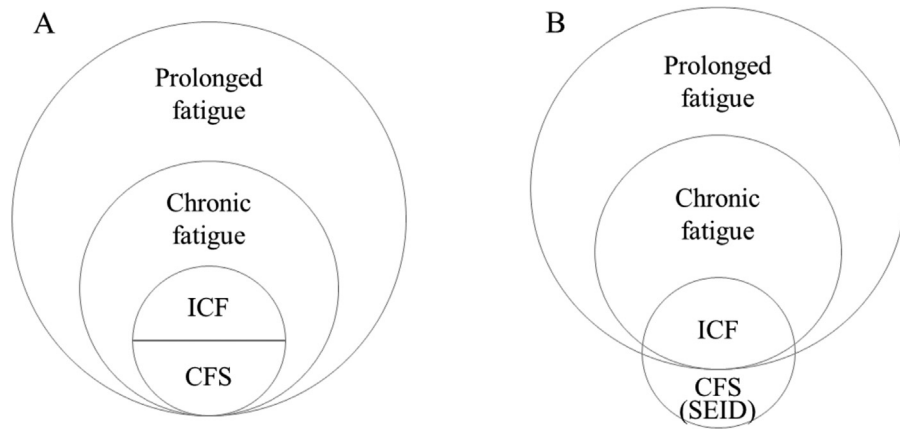 A
Prolonged
fatigue
Chronic
fatigue
ICF
CFS
B
Prolonged
fatigue
Chronic
fatigue
ICF
CFS
(SEID)